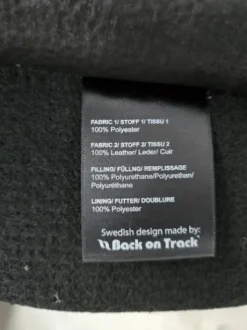 FABRIC 1/ STOFF 1/ TISSU 1
100% Polyester
FABRIC 2/ STOFF 2/ TISSU 2
100% Leather/ Leder/ Cuir
FILLING/ FÜLLNG/ REMPLISSAGE
100% Polyurethane/Polyurethan/
Polyuréthane
LINING/ FUTTER/ DOUBLURE
100% Polyester
Swedish design made by:
Back on Track®